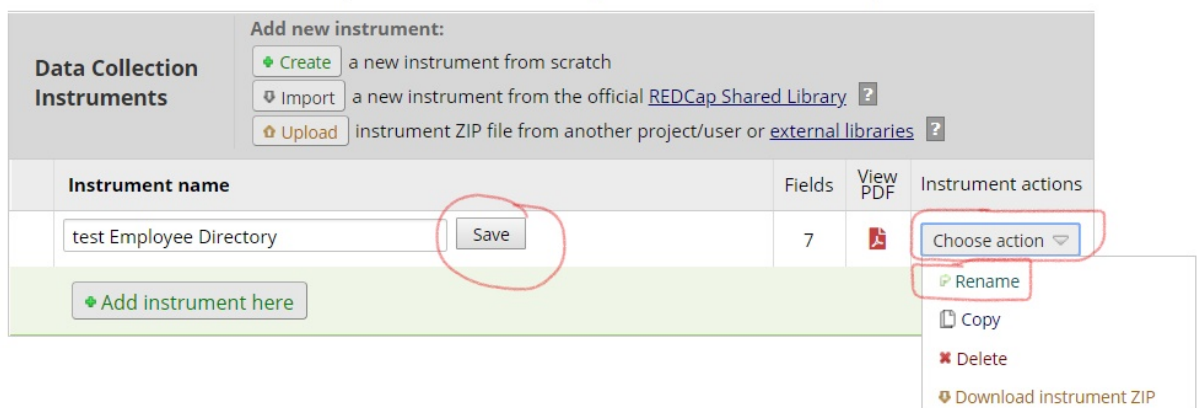 Add new instrument:
Data Collection Instruments
Create a new instrument from scratch
Import a new instrument from the official REDCap Shared Library ?
Upload instrument ZIP file from another project/user or external libraries ?
Instrument name Fields View PDF Instrument actions
test Employee Directory Save 7 Choose action
Rename
Add instrument here
Copy
Delete
Download instrument ZIP